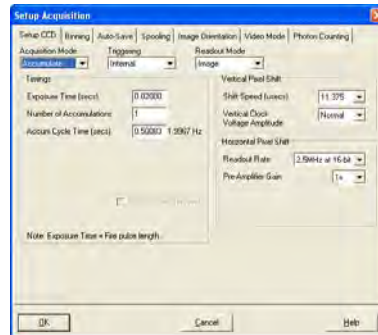 Setup Acquisition
Setup CCD Binning Auto-Save Spooling Image Orientation Video Mode Photon Counting
Acquisition Mode Triggering Readout Mode
Accumulate Internal Image
Timings
Exposure Time (secs) 0.02000
Number of Accumulations 1
Accum Cycle Time (secs) 0.50083 1.9967 Hz
Note: Exposure Time = Fire pulse length
Vertical Pixel Shift
Shift Speed (usecs) 11.375
Vertical Clock Voltage Amplitude Normal
Horizontal Pixel Shift
Readout Rate 2.5MHz at 16-bit
Pre-Amplifier Gain 1x
OK Cancel Help